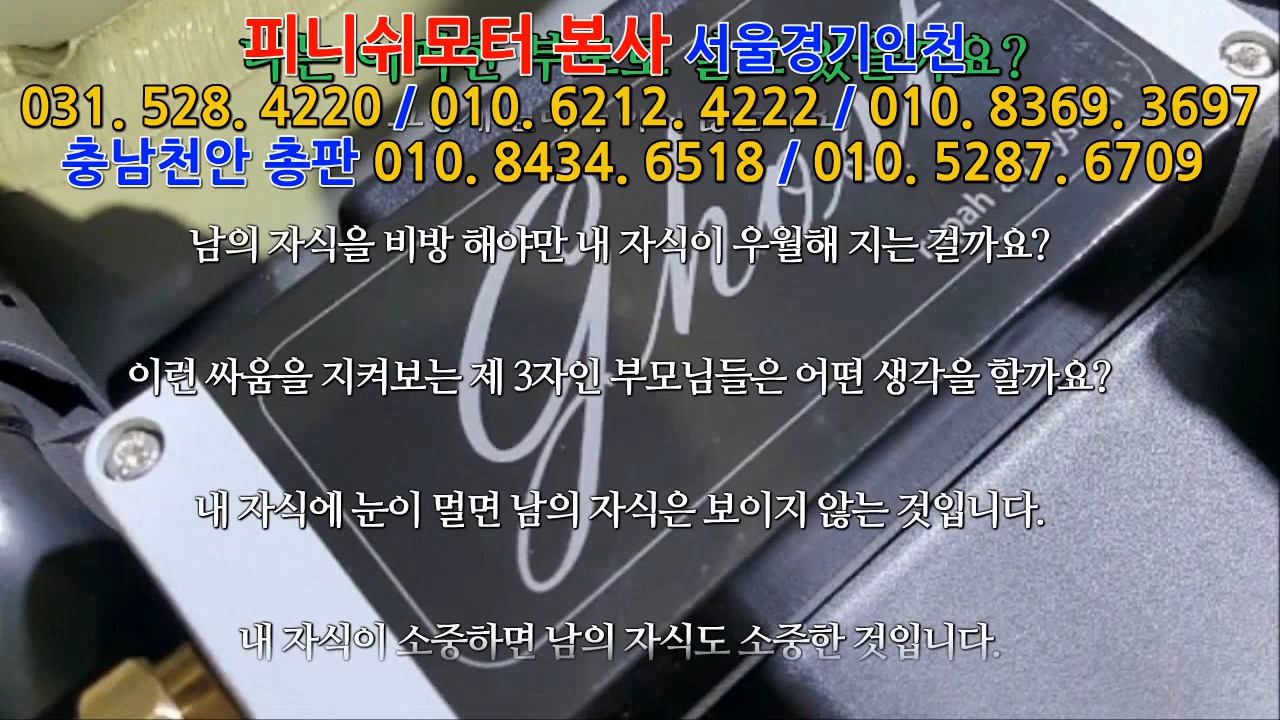 피니쉬모터 본사 서울경기인천
031. 528. 4220 / 010. 6212. 4222 / 010. 8369. 3697
충남천안 총판 010. 8434. 6518 / 010. 5287. 6709
ghost
남의 자식을 비방 해야만 내 자식이 우월해 지는 걸까요?
이런 싸움을 지켜보는 제 3자인 부모님들은 어떤 생각을 할까요?
내 자식에 눈이 멀면 남의 자식은 보이지 않는 것입니다.
내 자식이 소중하면 남의 자식도 소중한 것입니다.